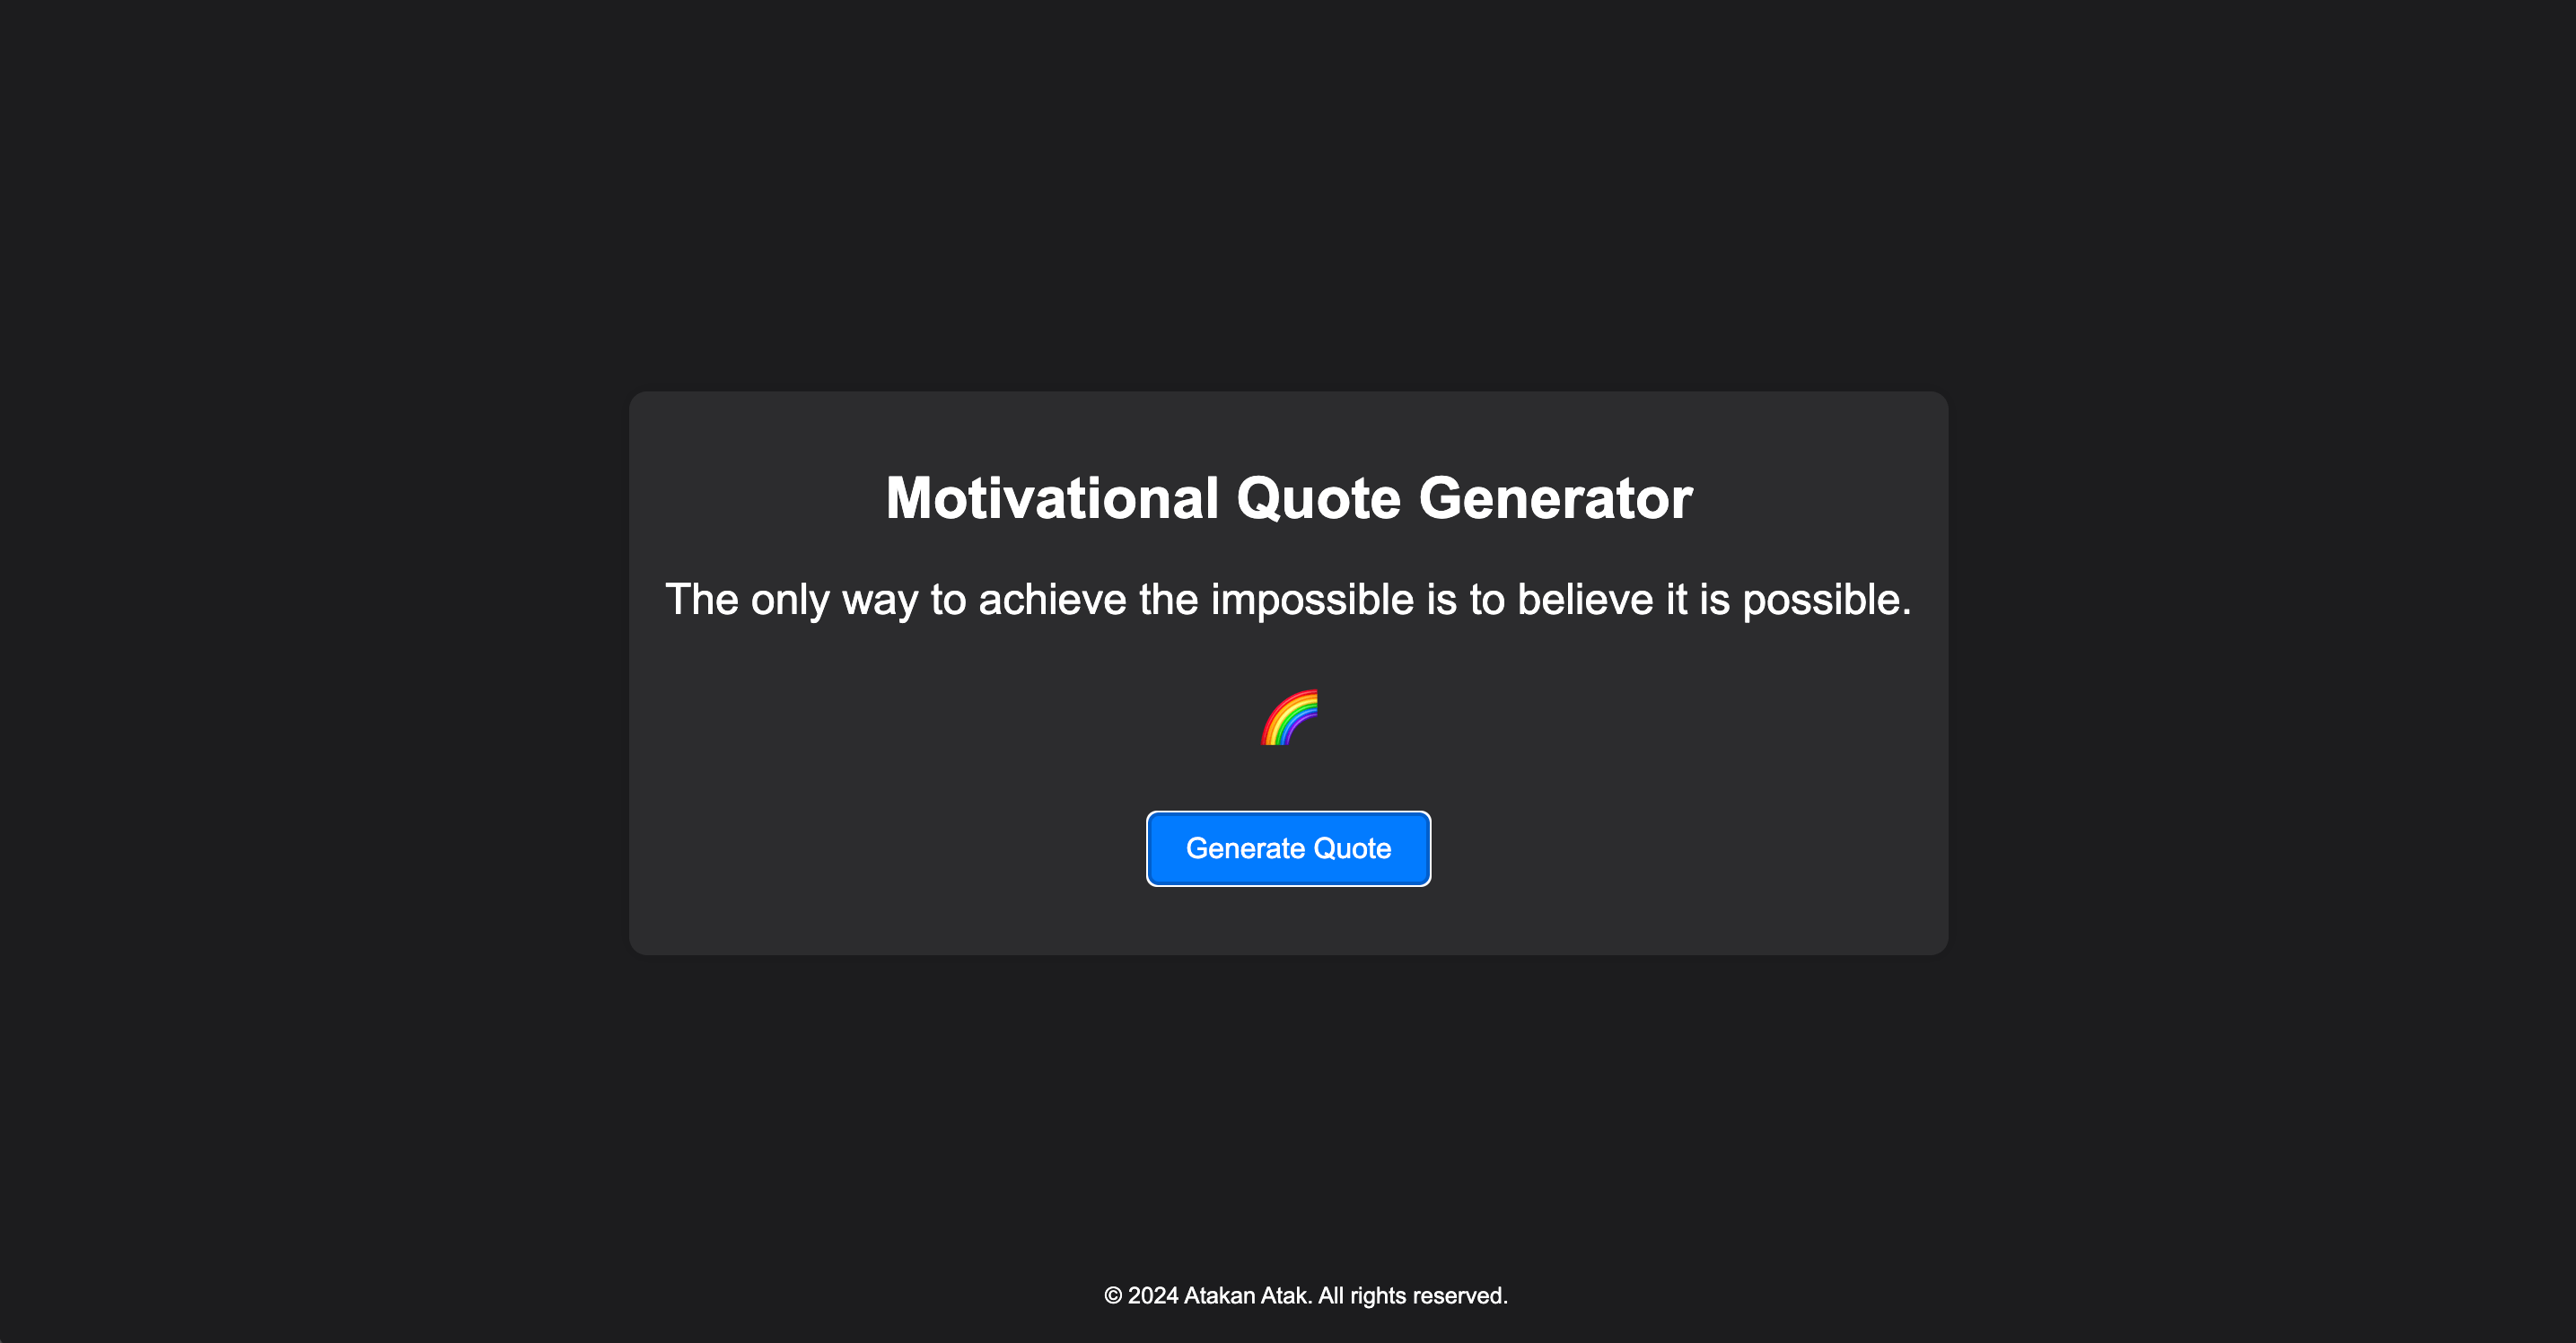 Motivational Quote Generator
The only way to achieve the impossible is to believe it is possible.
🌈
Generate Quote
© 2024 Atakan Atak. All rights reserved.